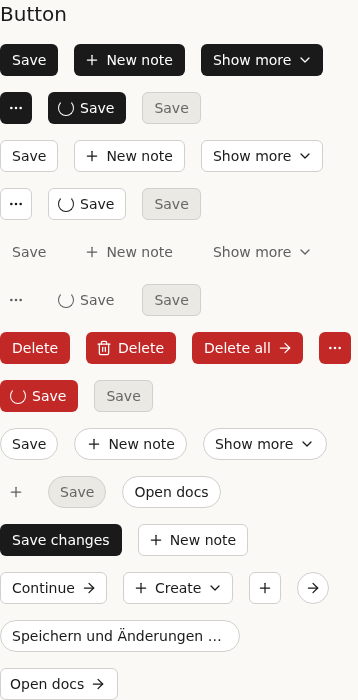 Button
Save + New note Show more
... Save Save
Save + New note Show more
... Save Save
Save + New note Show more
... Save Save
Delete Delete Delete all → ...
Save Save
Save + New note Show more
+ Save Open docs
Save changes + New note
Continue → + Create + →
Speichern und Änderungen ...
Open docs →